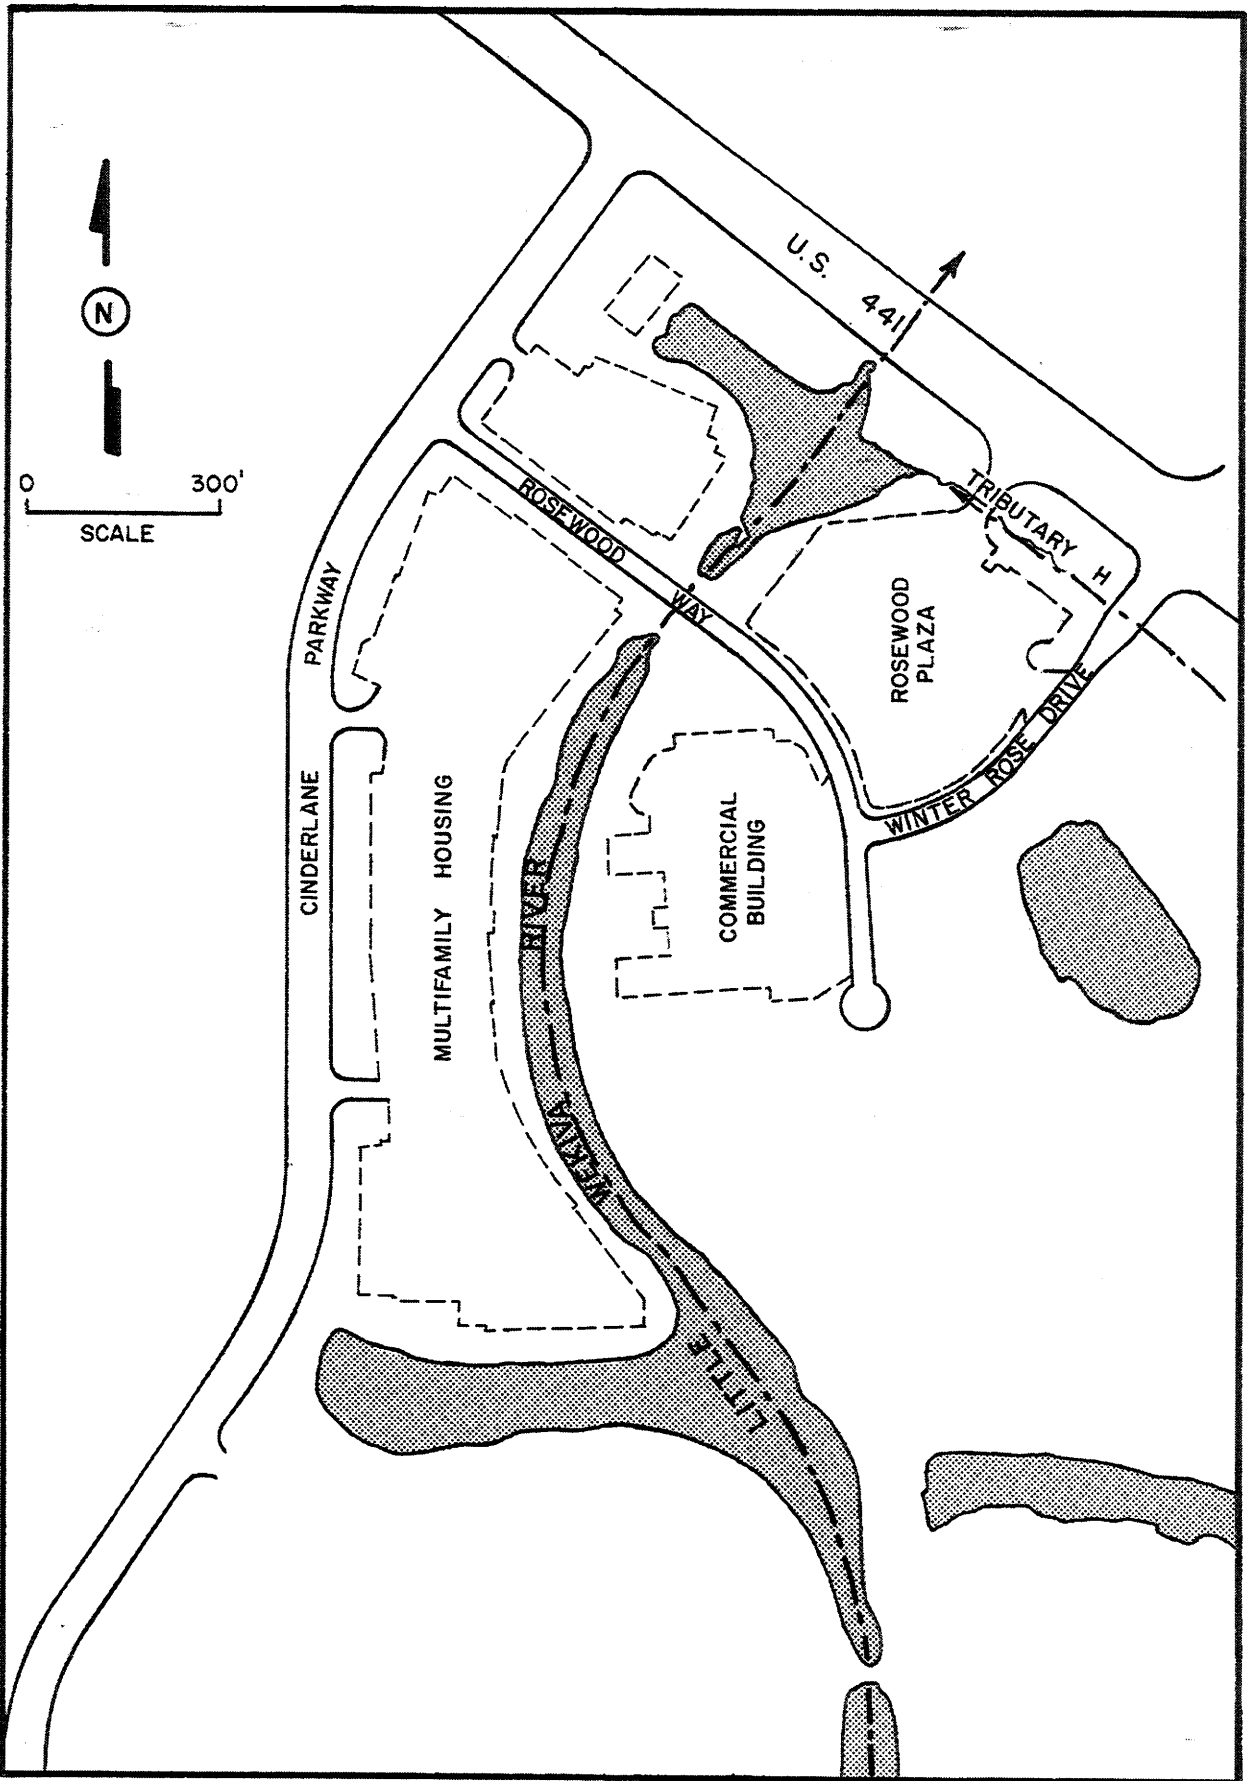 U.S. 441
N
0 300'
SCALE
TRIBUTARY H
ROSEWOOD WAY
PARKWAY
ROSEWOOD
PLAZA
WINTER ROSE DRIVE
CINDERLANE
MULTIFAMILY HOUSING
RIVER
COMMERCIAL
BUILDING
WEKIVA
LITTLE